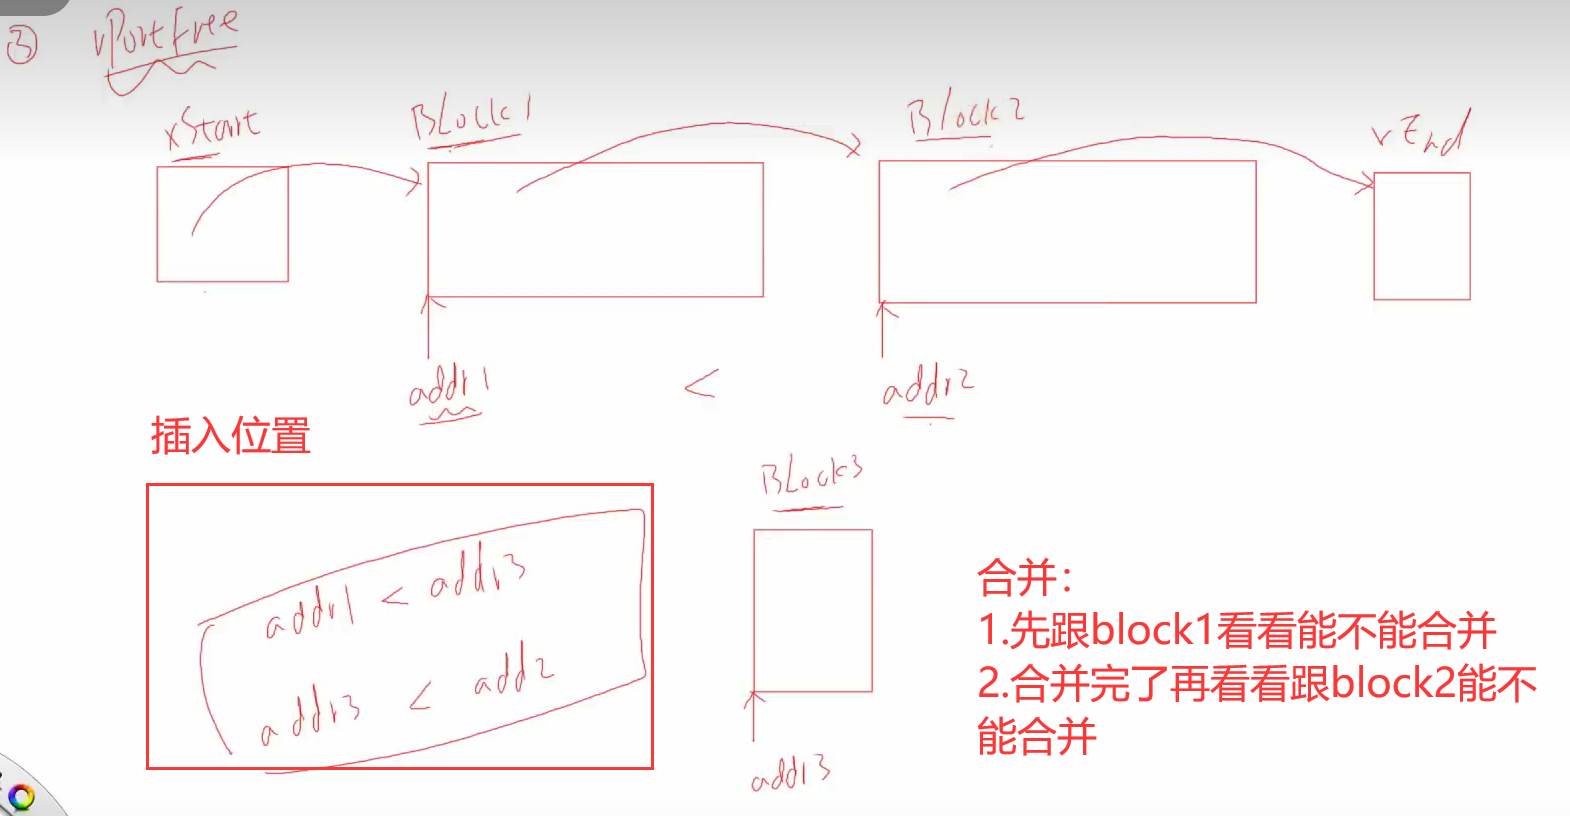 ③ vPortFree
xStart
Block1
Block2
vEnd
addr1 < addr2
插入位置
Block3
addr1 < addr3
addr3 < add2
addr3
合并：
1.先跟block1看看能不能合并
2.合并完了再看看跟block2能不
能合并